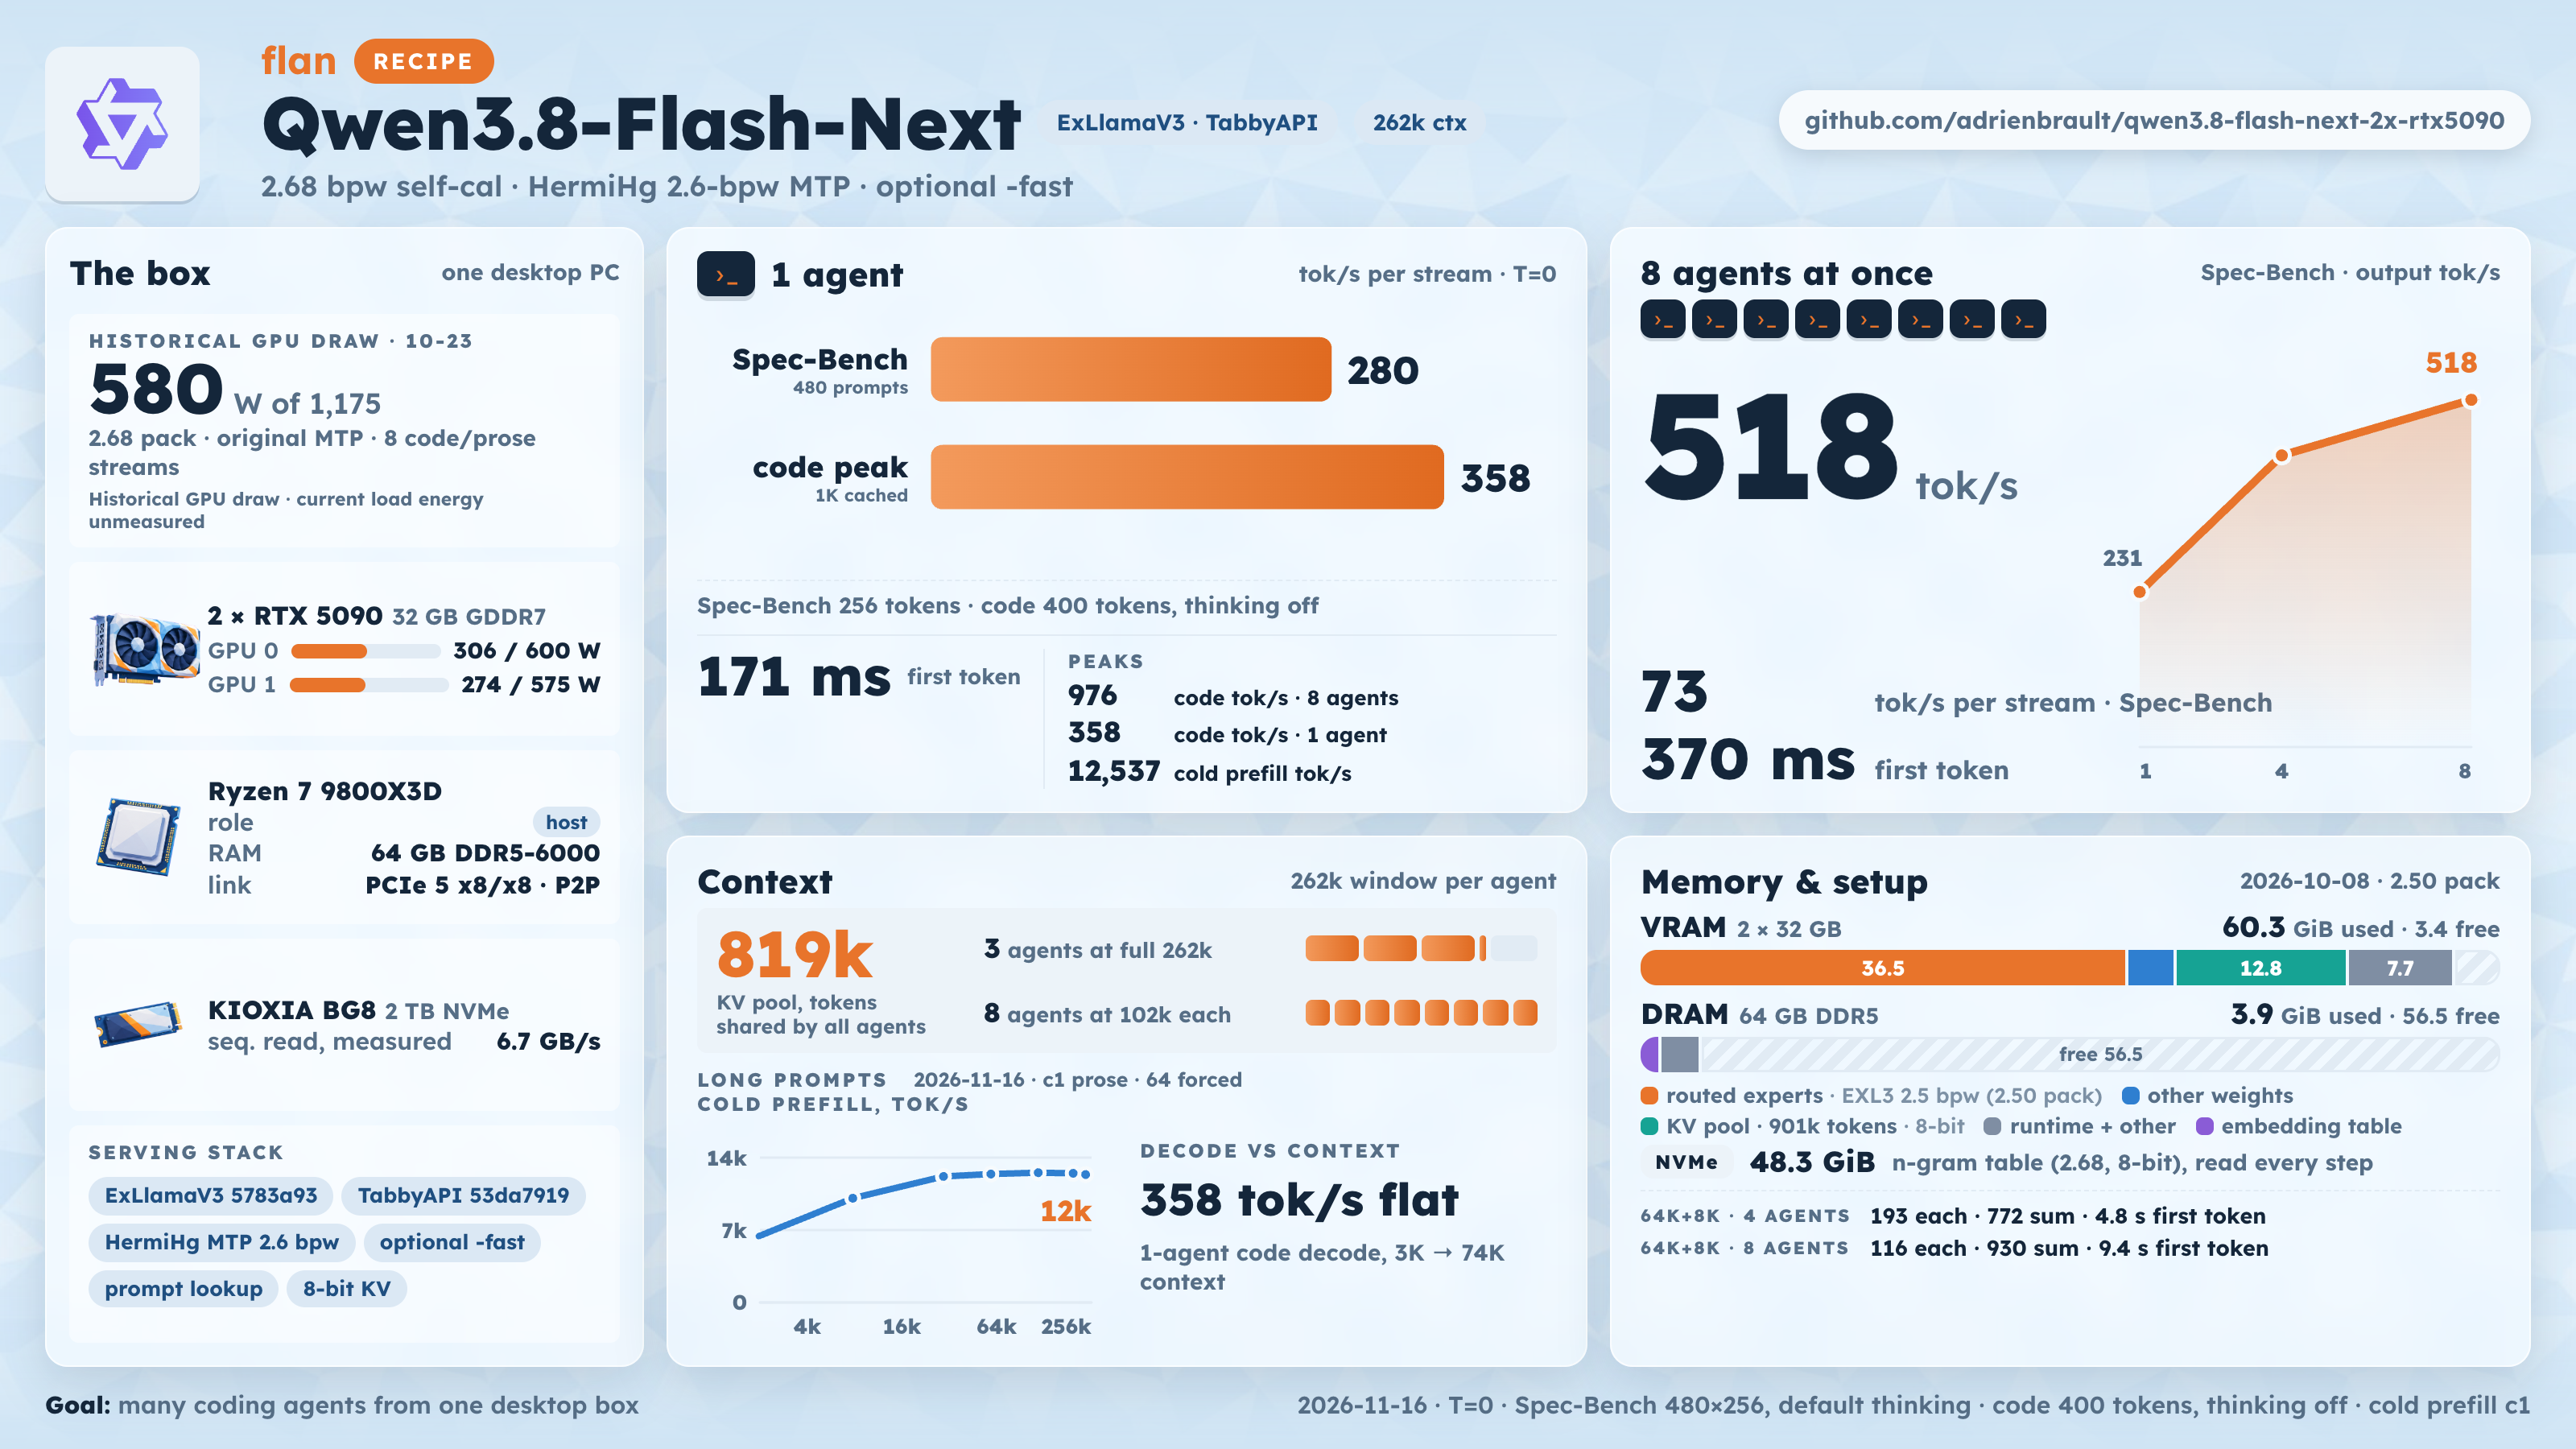 flan RECIPE
Qwen3.8-Flash-Next ExLlamaV3 · TabbyAPI 262k ctx
2.68 bpw self-cal · HermiHg 2.6-bpw MTP · optional -fast
github.com/adrienbrault/qwen3.8-flash-next-2x-rtx5090
The box one desktop PC
HISTORICAL GPU DRAW · 10-23
580 W of 1,175
2.68 pack · original MTP · 8 code/prose
streams
Historical GPU draw · current load energy
unmeasured
2 × RTX 5090 32 GB GDDR7
GPU 0 306 / 600 W
GPU 1 274 / 575 W
Ryzen 7 9800X3D
role host
RAM 64 GB DDR5-6000
link PCIe 5 x8/x8 · P2P
KIOXIA BG8 2 TB NVMe
seq. read, measured 6.7 GB/s
SERVING STACK
ExLlamaV3 5783a93 TabbyAPI 53da7919
HermiHg MTP 2.6 bpw optional -fast
prompt lookup 8-bit KV
›_ 1 agent tok/s per stream · T=0
Spec-Bench 280
480 prompts
code peak 358
1K cached
Spec-Bench 256 tokens · code 400 tokens, thinking off
171 ms first token
PEAKS
976 code tok/s · 8 agents
358 code tok/s · 1 agent
12,537 cold prefill tok/s
8 agents at once Spec-Bench · output tok/s
›_ ›_ ›_ ›_ ›_ ›_ ›_ ›_
518 tok/s
518
231
73 tok/s per stream · Spec-Bench
370 ms first token
1 4 8
Context 262k window per agent
819k
KV pool, tokens
shared by all agents
3 agents at full 262k
8 agents at 102k each
LONG PROMPTS 2026-11-16 · c1 prose · 64 forced
COLD PREFILL, TOK/S
14k
7k
0
12k
4k 16k 64k 256k
DECODE VS CONTEXT
358 tok/s flat
1-agent code decode, 3K → 74K
context
Memory & setup 2026-10-08 · 2.50 pack
VRAM 2 × 32 GB 60.3 GiB used · 3.4 free
36.5 12.8 7.7
DRAM 64 GB DDR5 3.9 GiB used · 56.5 free
free 56.5
routed experts · EXL3 2.5 bpw (2.50 pack) other weights
KV pool · 901k tokens · 8-bit runtime + other embedding table
NVMe 48.3 GiB n-gram table (2.68, 8-bit), read every step
64K+8K · 4 AGENTS 193 each · 772 sum · 4.8 s first token
64K+8K · 8 AGENTS 116 each · 930 sum · 9.4 s first token
Goal: many coding agents from one desktop box
2026-11-16 · T=0 · Spec-Bench 480×256, default thinking · code 400 tokens, thinking off · cold prefill c1